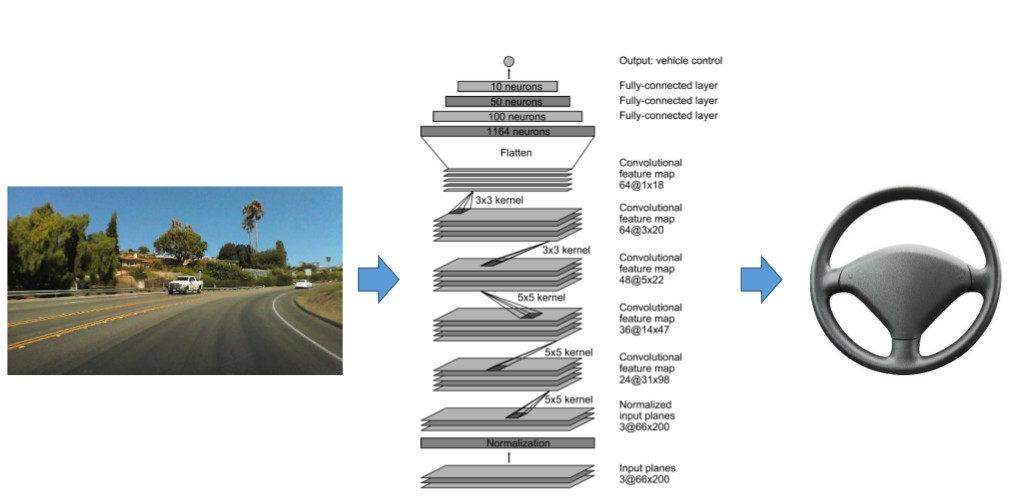 Output: vehicle control
10 neurons
Fully-connected layer
50 neurons
Fully-connected layer
100 neurons
Fully-connected layer
1164 neurons
Flatten
Convolutional
feature map
64@1x18
3x3 kernel
Convolutional
feature map
64@3x20
3x3 kernel
Convolutional
feature map
48@5x22
5x5 kernel
Convolutional
feature map
36@14x47
5x5 kernel
Convolutional
feature map
24@31x98
5x5 kernel
Normalized
input planes
3@66x200
Normalization
Input planes
3@66x200